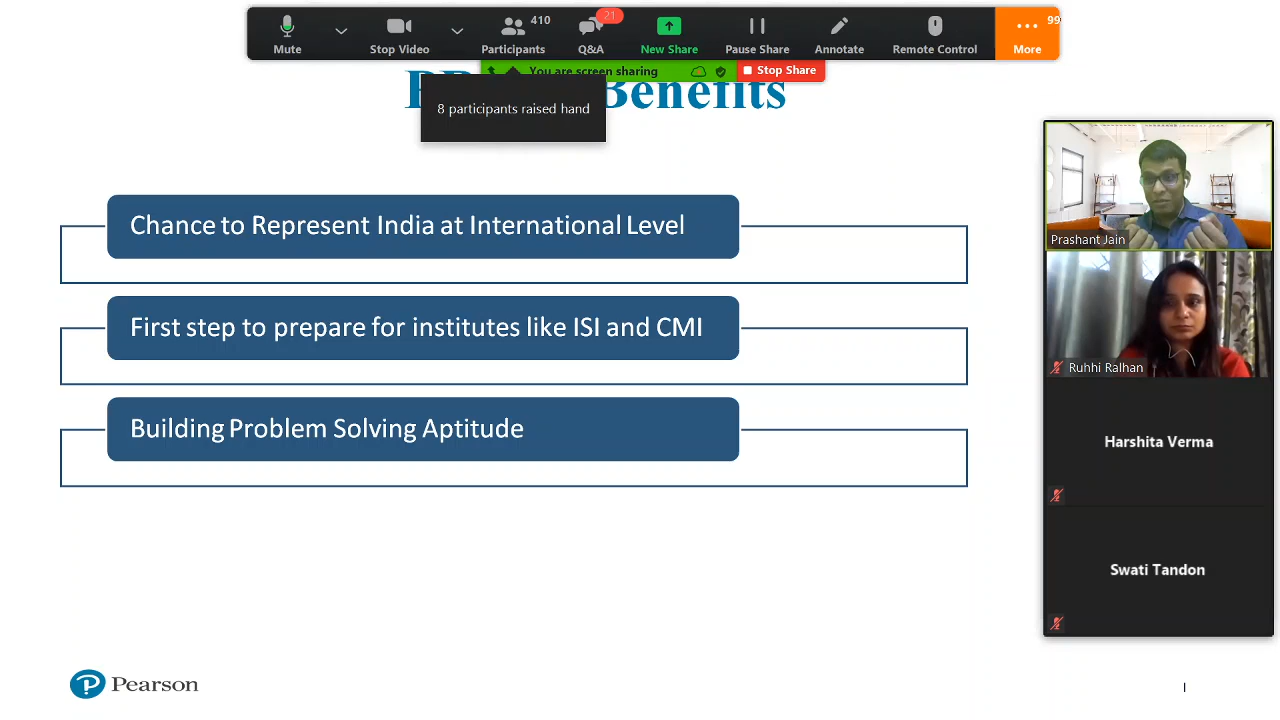 410
21
99
Mute
Stop Video
Participants
Q&A
New Share
Pause Share
Annotate
Remote Control
More
You are screen sharing
Stop Share
Benefits
8 participants raised hand
Chance to Represent India at International Level
First step to prepare for institutes like ISI and CMI
Building Problem Solving Aptitude
Prashant Jain
Ruhhi Ralhan
Harshita Verma
Swati Tandon
Pearson